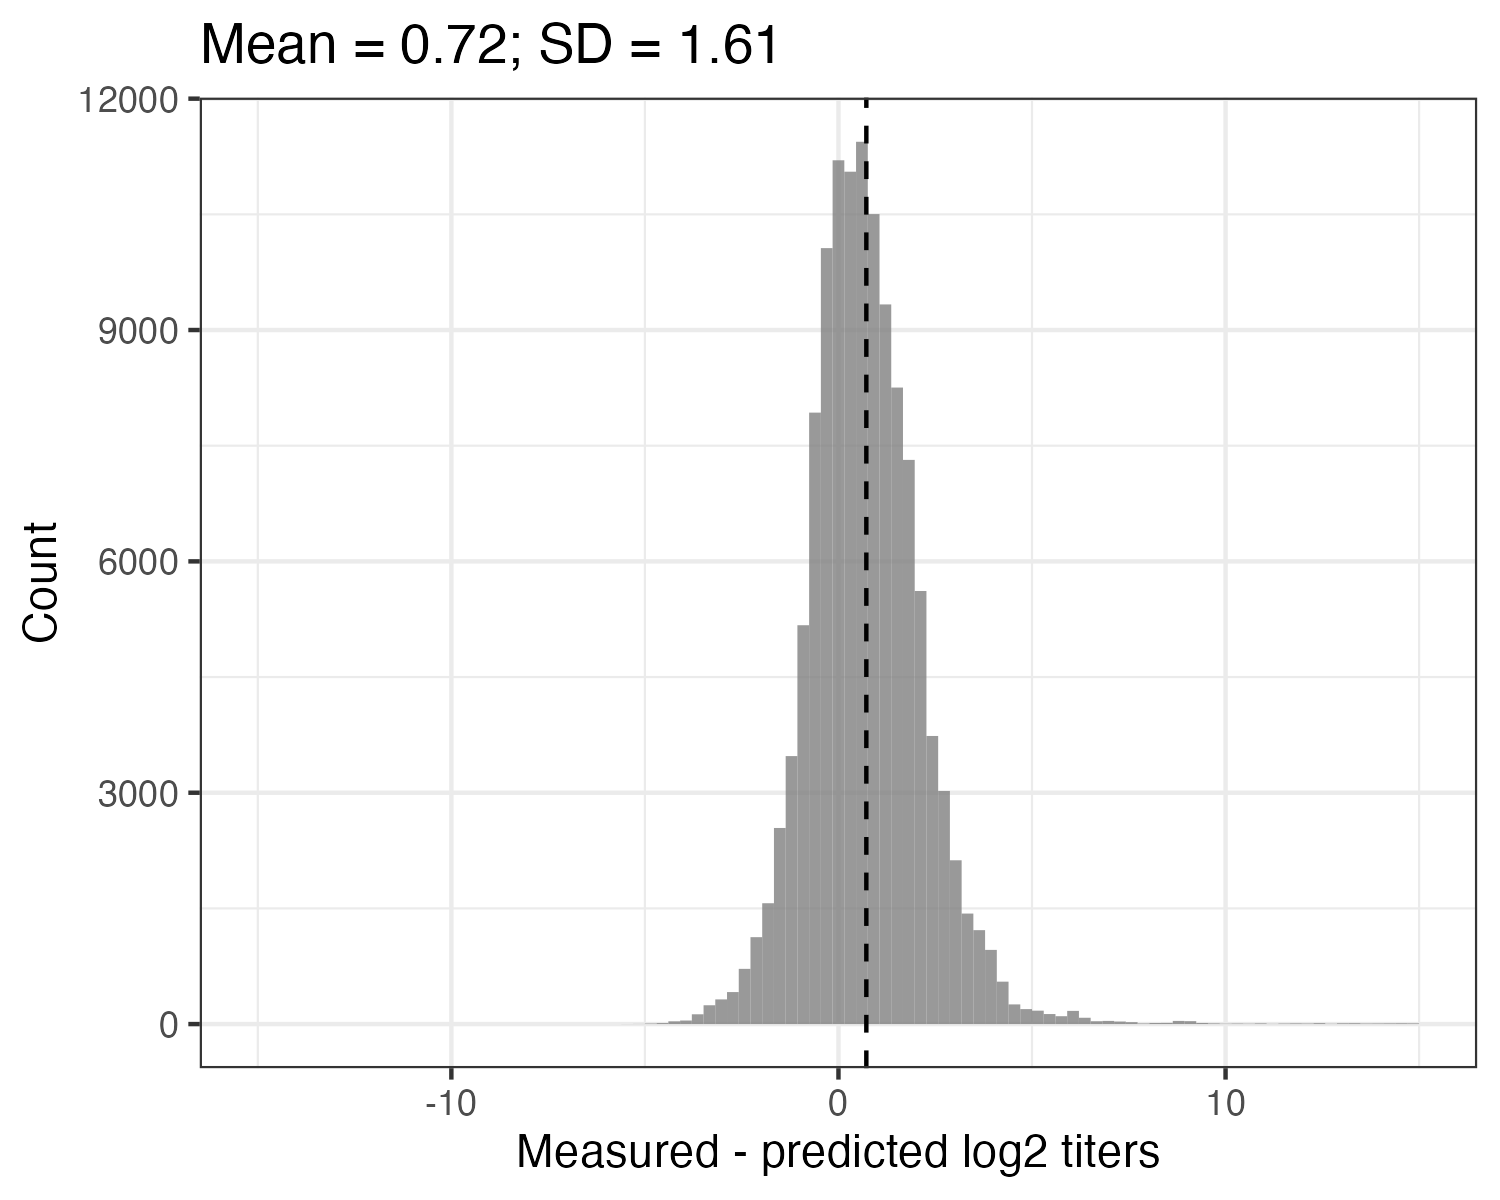 Mean = 0.72; SD = 1.61
12000
9000
6000
3000
0
Count
-10
0
10
Measured - predicted log2 titers